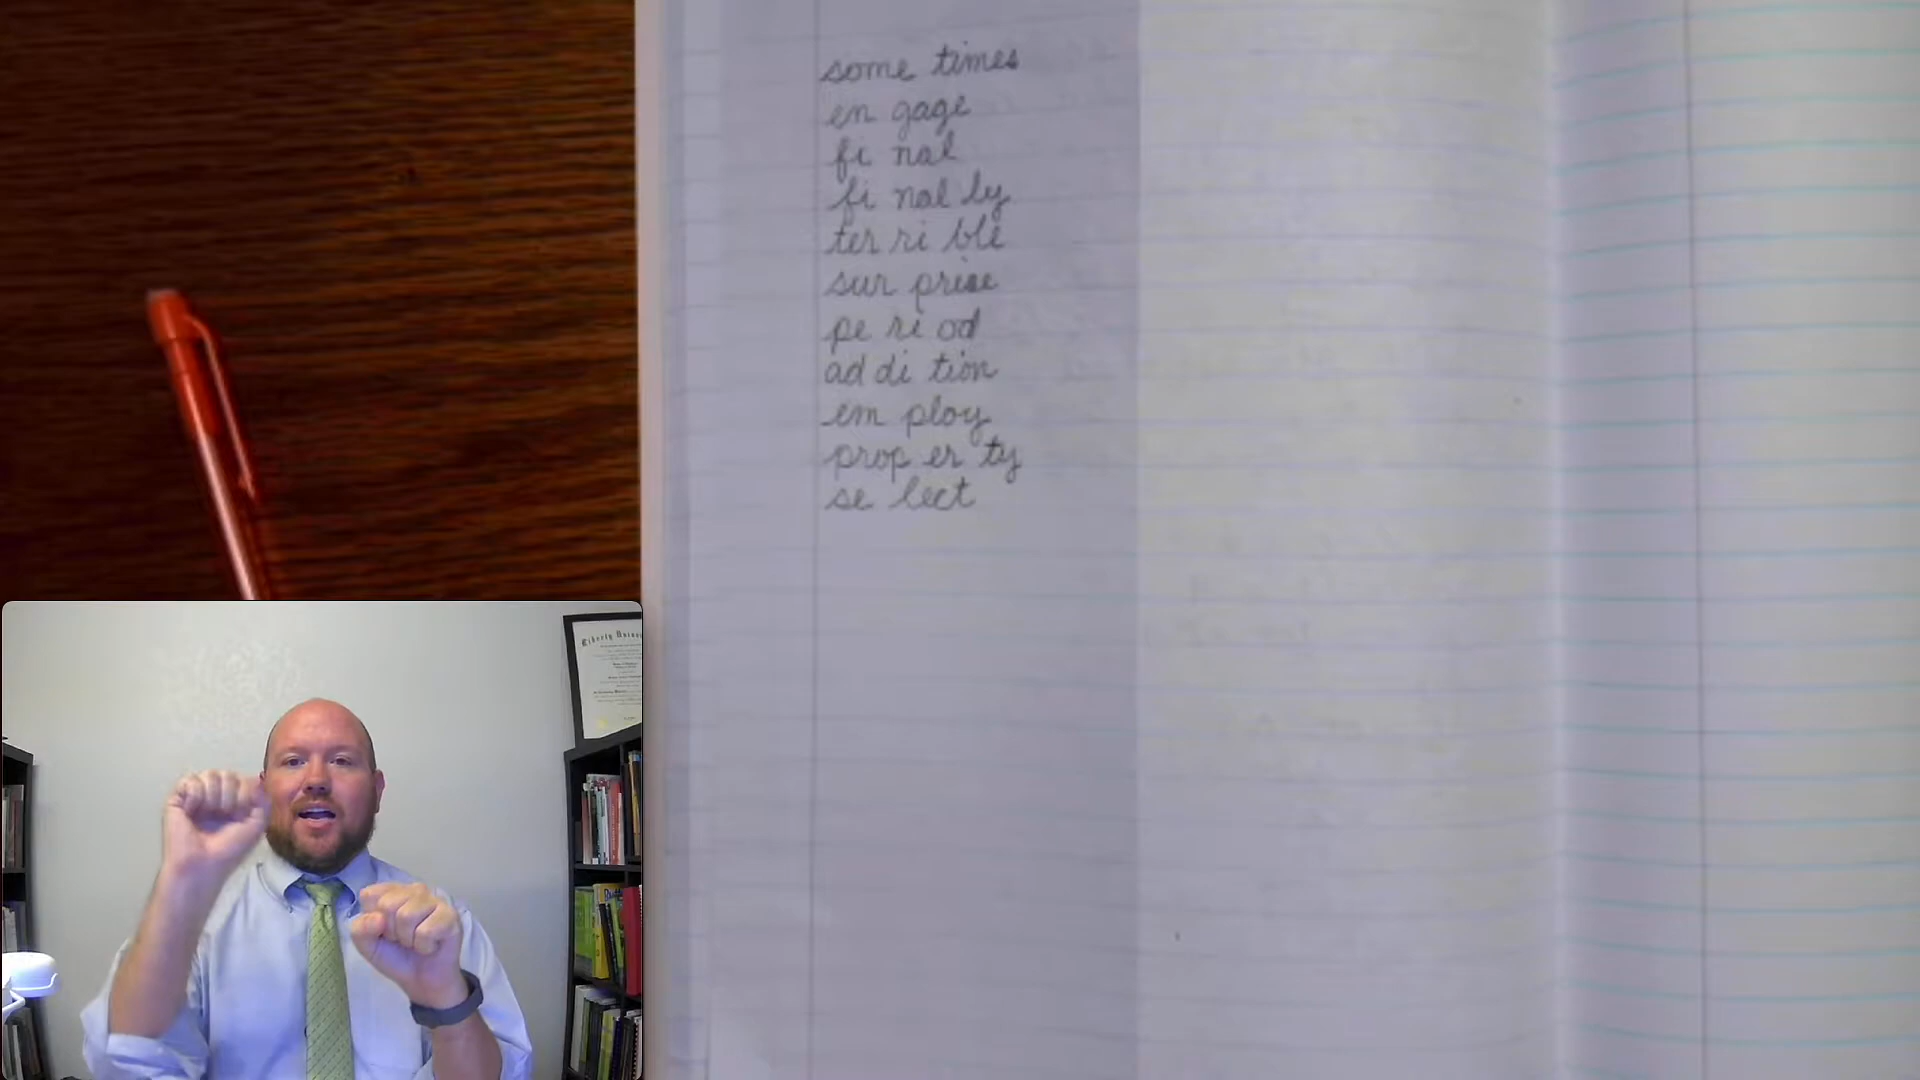 some times
en gage
fi nal
fi nal ly
ter ri ble
sur prise
pe ri od
ad di tion
em ploy
prop er ty
se lect
Liberty